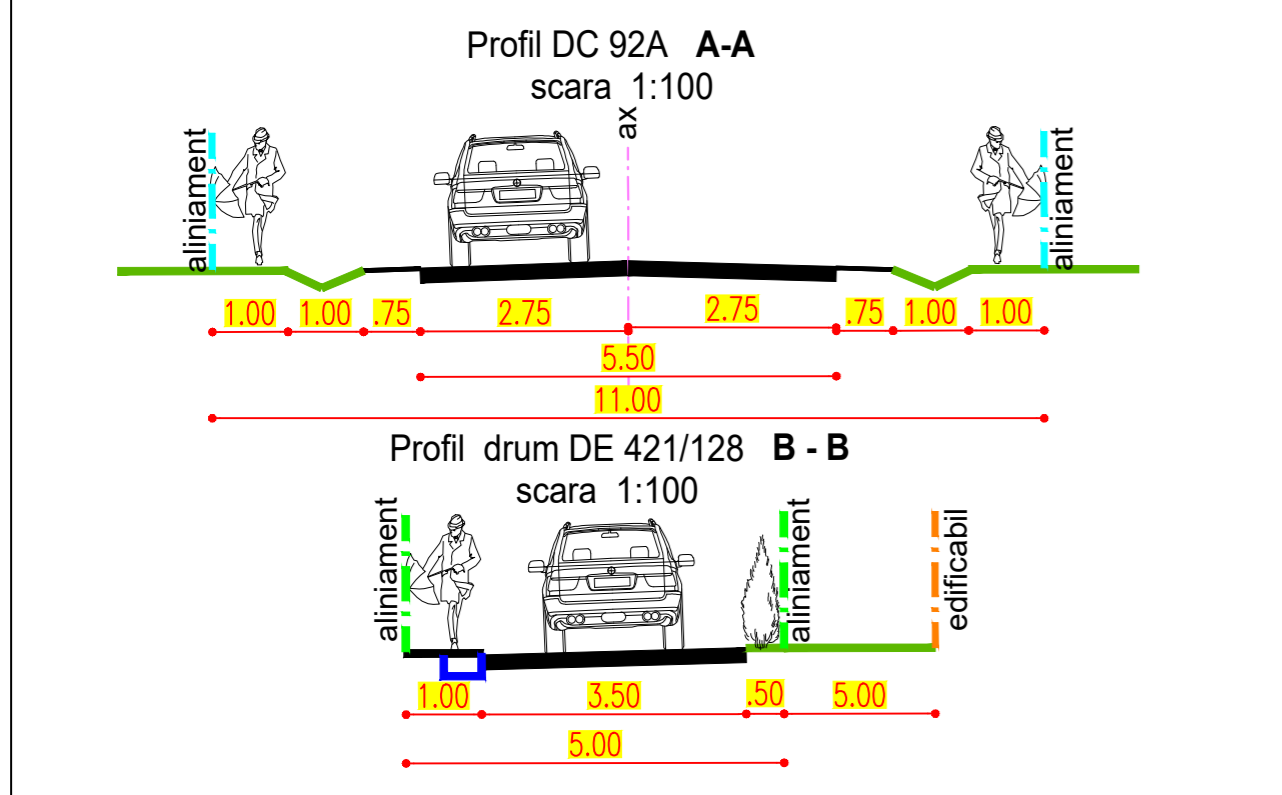 Profil DC 92A A-A
scara 1:100
ax
aliniament
aliniament
1.00 1.00 .75 2.75 2.75 .75 1.00 1.00
5.50
11.00
Profil drum DE 421/128 B - B
scara 1:100
aliniament
aliniament
edificabil
1.00 3.50 .50 5.00
5.00